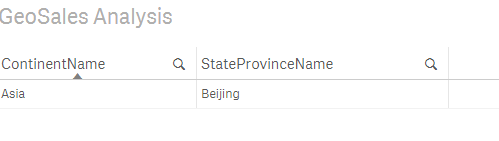 GeoSales Analysis
ContinentName StateProvinceName
Asia Beijing